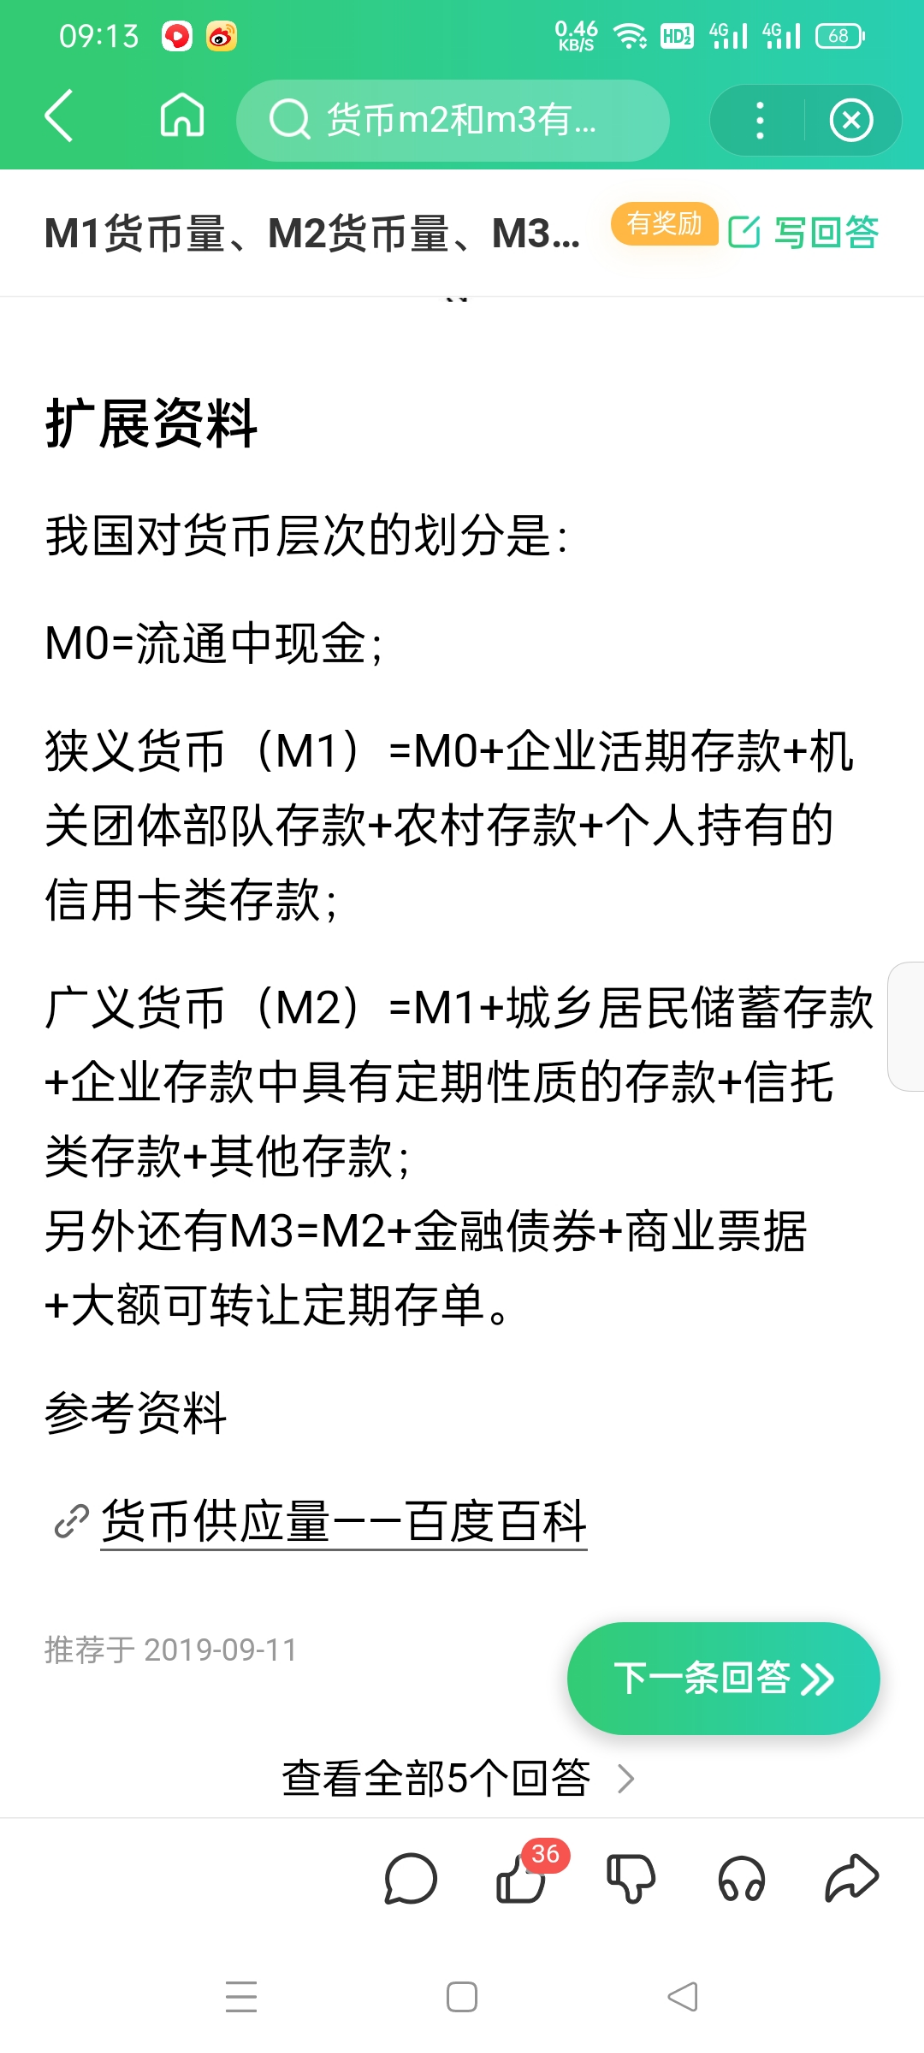 09:13
0.46 KB/S HD 1 2 4G 4G 68
货币m2和m3有...
M1货币量、M2货币量、M3... 有奖励 写回答
扩展资料
我国对货币层次的划分是：
M0=流通中现金；
狭义货币（M1）=M0+企业活期存款+机
关团体部队存款+农村存款+个人持有的
信用卡类存款；
广义货币（M2）=M1+城乡居民储蓄存款
+企业存款中具有定期性质的存款+信托
类存款+其他存款；
另外还有M3=M2+金融债券+商业票据
+大额可转让定期存单。
参考资料
货币供应量——百度百科
推荐于 2019-09-11
下一条回答
查看全部5个回答
36